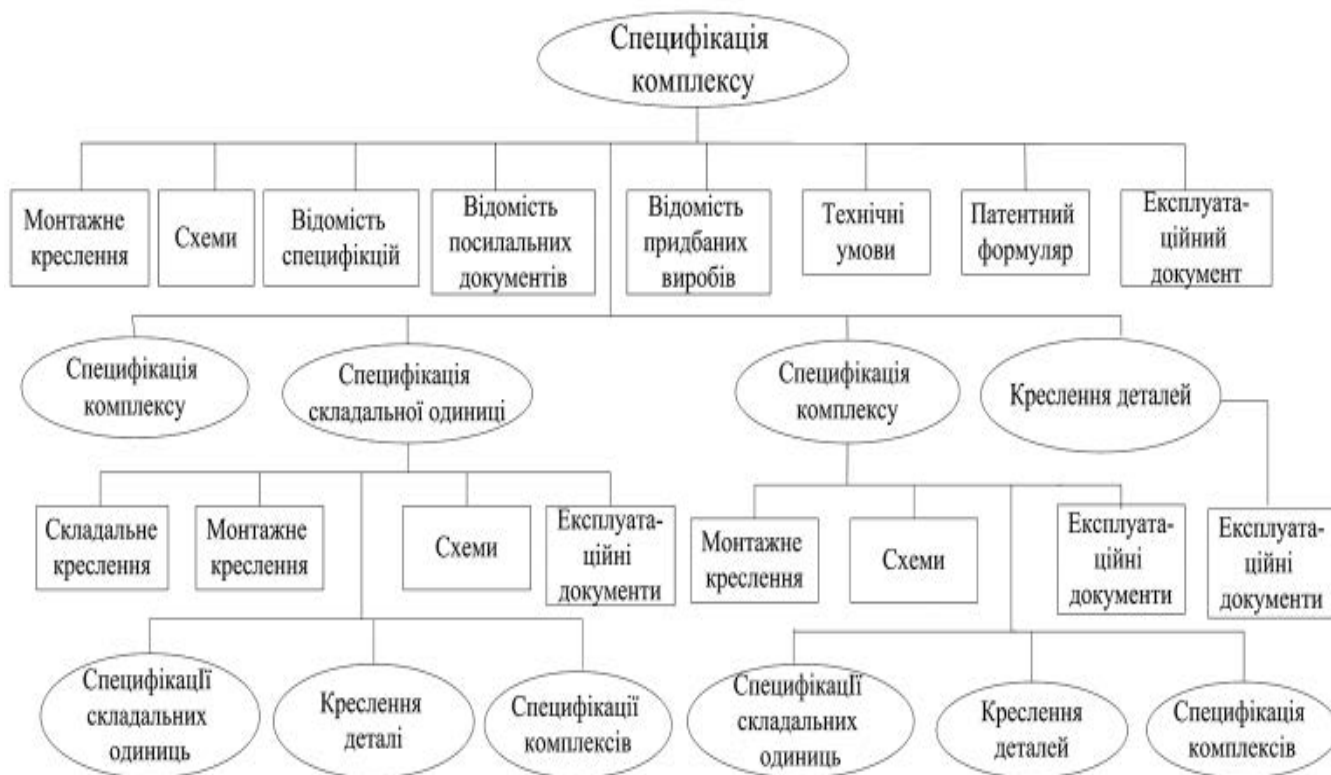 Специфікація
комплексу
Монтажне
креслення
Схеми
Відомість
специфікцій
Відомість
посилальних
документів
Відомість
придбаних
виробів
Технічні
умови
Патентний
формуляр
Експлуата-
ційний
документ
Специфікація
комплексу
Специфікація
складальної одиниці
Специфікація
комплексу
Креслення деталей
Складальне
креслення
Монтажне
креслення
Схеми
Експлуата-
ційні
документи
Монтажне
креслення
Схеми
Експлуата-
ційні
документи
Експлуата-
ційні
документи
СпецифікацЇї
складальних
одиниць
Креслення
деталі
Специфікації
комплексів
СпецифікацЇї
складальних
одиниць
Креслення
деталей
Специфікація
комплексів